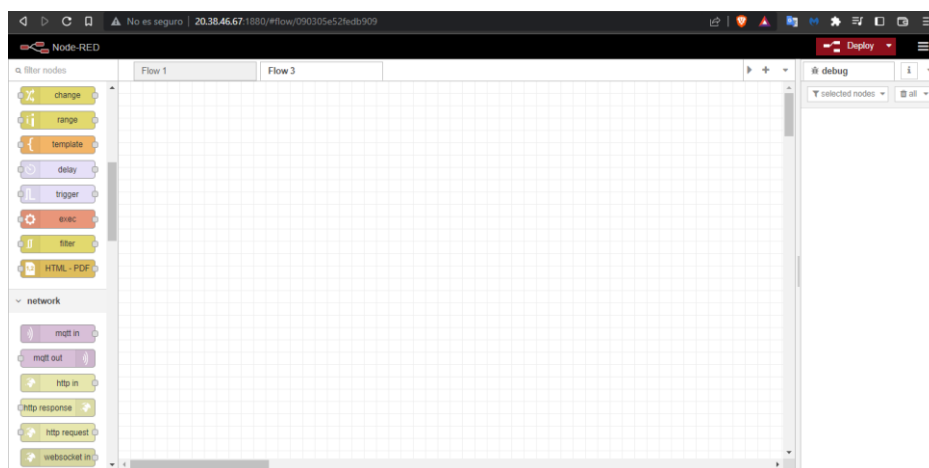 No es seguro | 20.38.46.67:1880/#flow/090305e52fedb909
Node-RED
Deploy
filter nodes
Flow 1
Flow 3
debug
i
selected nodes
all
change
range
template
delay
trigger
exec
filter
HTML - PDF
network
mqtt in
mqtt out
http in
http response
http request
websocket in